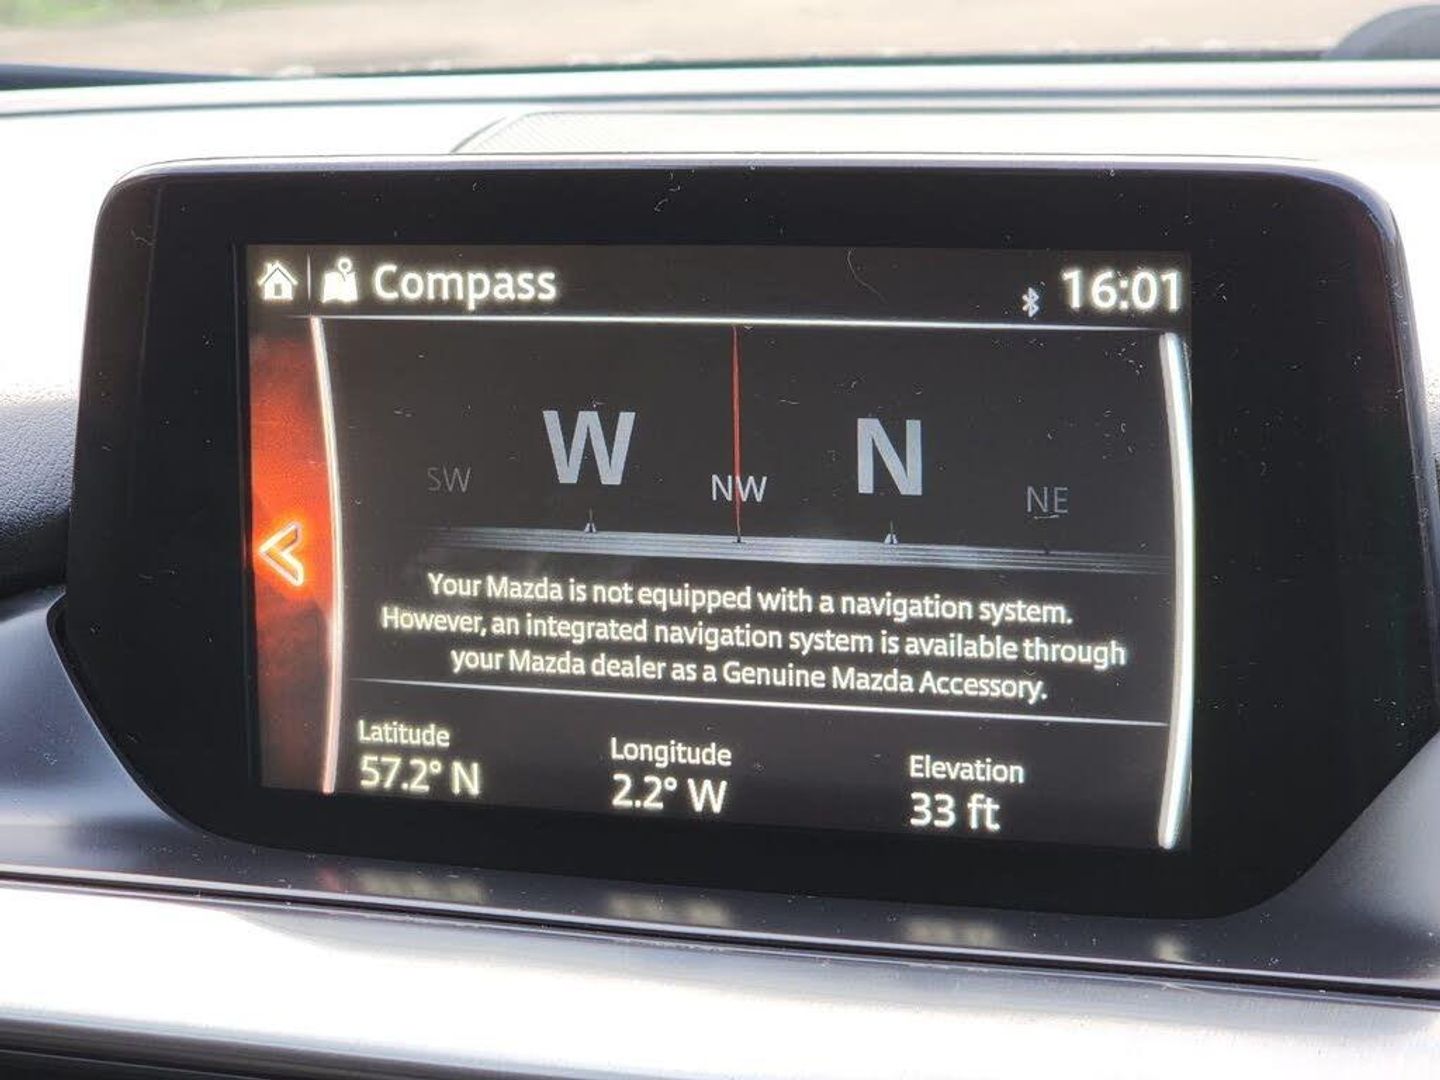 Compass
16:01
SW W NW N NE
Your Mazda is not equipped with a navigation system.
However, an integrated navigation system is available through
your Mazda dealer as a Genuine Mazda Accessory.
Latitude Longitude Elevation
57.2° N 2.2° W 33 ft